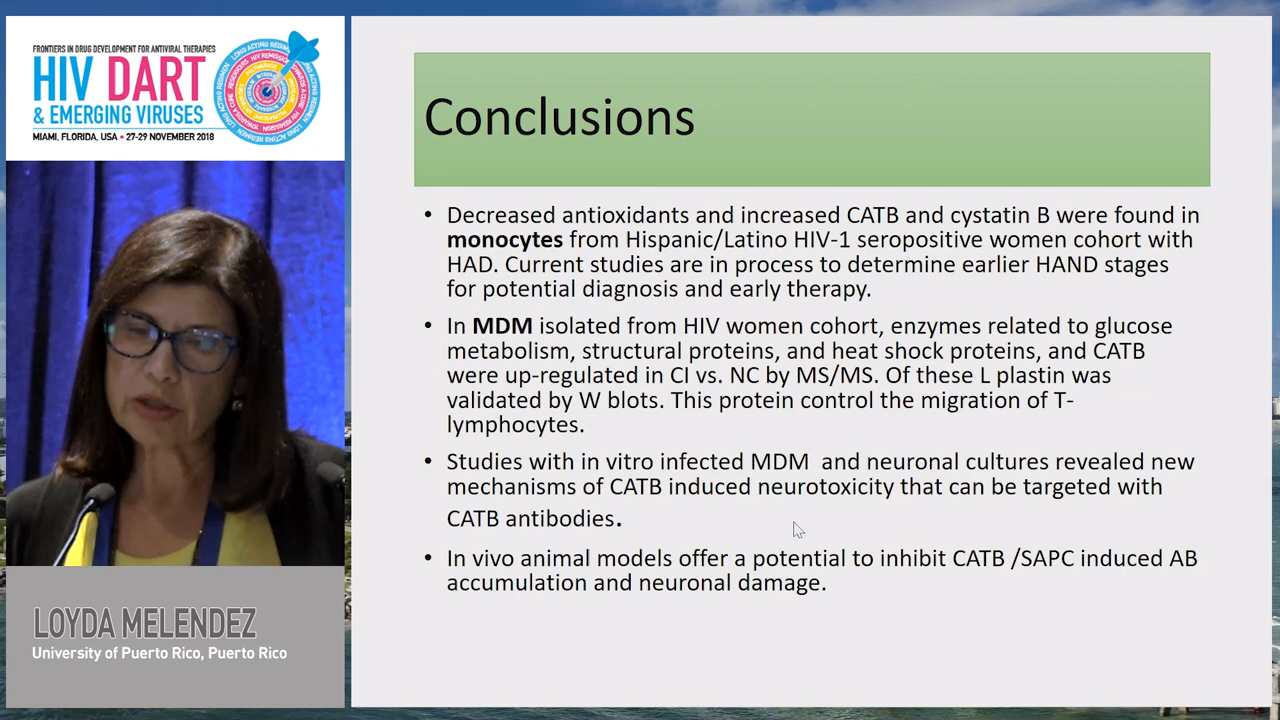 FRONTIERS IN DRUG DEVELOPMENT FOR ANTIVIRAL THERAPIES
HIV DART
& EMERGING VIRUSES
MIAMI, FLORIDA, USA • 27-29 NOVEMBER 2018
LOYDA MELENDEZ
University of Puerto Rico, Puerto Rico
Conclusions
• Decreased antioxidants and increased CATB and cystatin B were found in
monocytes from Hispanic/Latino HIV-1 seropositive women cohort with
HAD. Current studies are in process to determine earlier HAND stages
for potential diagnosis and early therapy.
• In MDM isolated from HIV women cohort, enzymes related to glucose
metabolism, structural proteins, and heat shock proteins, and CATB
were up-regulated in CI vs. NC by MS/MS. Of these L plastin was
validated by W blots. This protein control the migration of T-
lymphocytes.
• Studies with in vitro infected MDM and neuronal cultures revealed new
mechanisms of CATB induced neurotoxicity that can be targeted with
CATB antibodies.
• In vivo animal models offer a potential to inhibit CATB /SAPC induced AB
accumulation and neuronal damage.